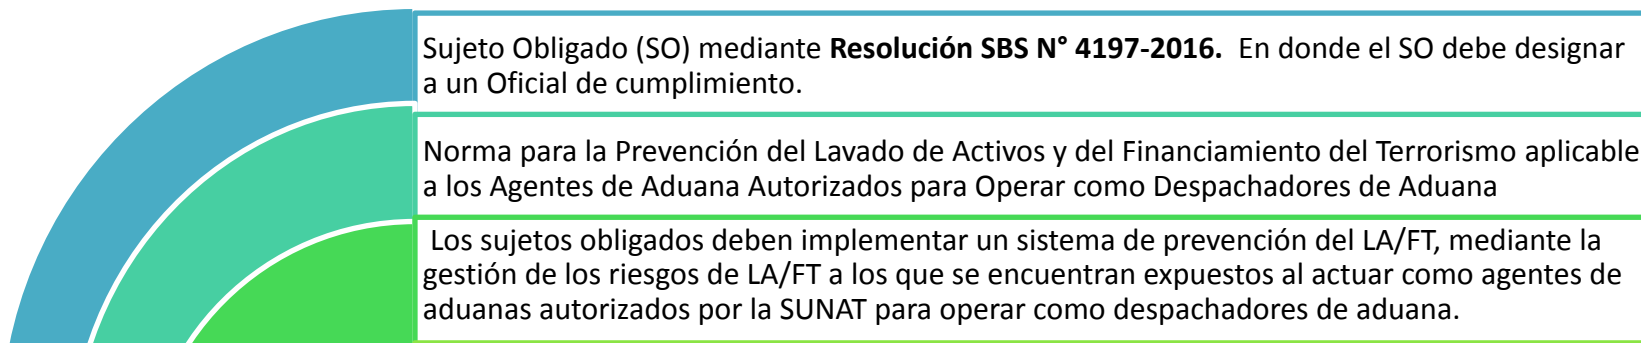 Sujeto Obligado (SO) mediante Resolución SBS N° 4197-2016.  En donde el SO debe designar
a un Oficial de cumplimiento.
Norma para la Prevención del Lavado de Activos y del Financiamiento del Terrorismo aplicable
a los Agentes de Aduana Autorizados para Operar como Despachadores de Aduana
Los sujetos obligados deben implementar un sistema de prevención del LA/FT, mediante la
gestión de los riesgos de LA/FT a los que se encuentran expuestos al actuar como agentes de
aduanas autorizados por la SUNAT para operar como despachadores de aduana.